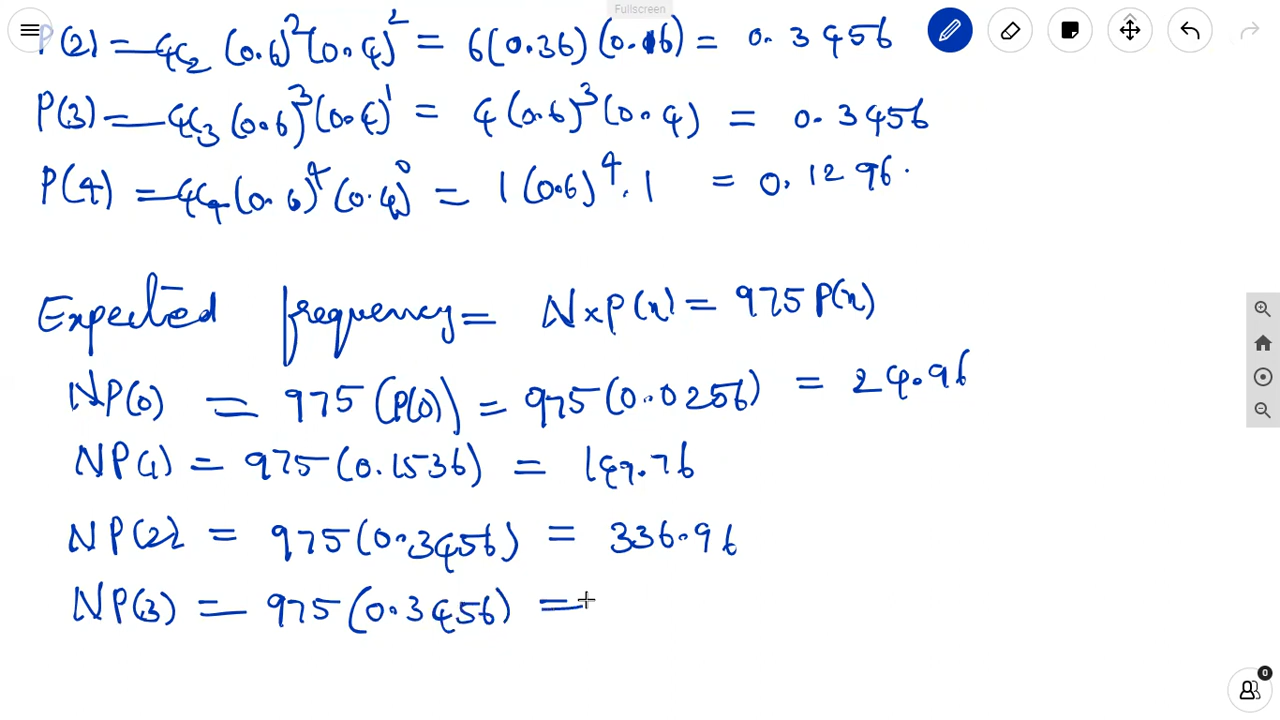 Fullscreen
P(2) = 4C₂ (0.6)² (0.4)² = 6(0.36)(0.16) = 0.3456
P(3) = 4C₃ (0.6)³ (0.4)¹ = 4(0.6)³(0.4) = 0.3456
P(4) = 4C₄ (0.6)⁴ (0.4)⁰ = 1(0.6)⁴.1 = 0.1296.
Expected frequency = N×P(x) = 975 P(x)
NP(0) = 975(P(0)) = 975(0.0256) = 24.96
NP(1) = 975(0.1536) = 149.76
NP(2) = 975(0.3456) = 336.96
NP(3) = 975(0.3456) =
0